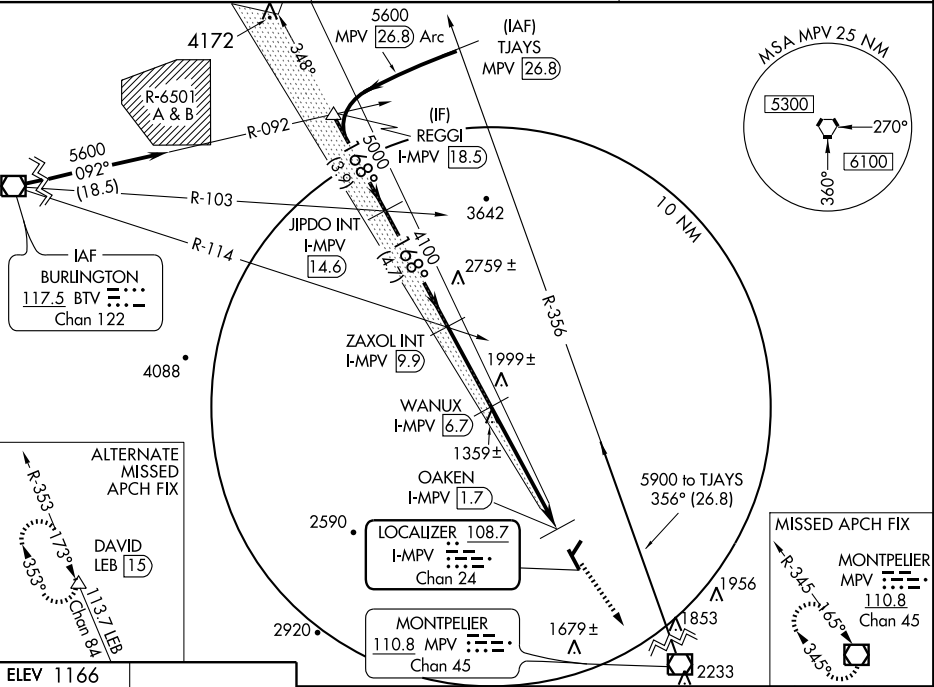 4172
348°
5600
MPV 26.8 Arc
(IAF)
TJAYS
MPV 26.8
MSA MPV 25 NM
5300
270°
6100
360°
R-6501
A & B
R-092
(IF)
REGGI
I-MPV 18.5
5600
092°
(18.5)
5000
168°
(3.9)
R-103
3642
10 NM
JIPDO INT
I-MPV
14.6
R-114
4100
168°
(4.7)
2759 ±
IAF
BURLINGTON
117.5 BTV
Chan 122
R-356
ZAXOL INT
I-MPV 9.9
1999 ±
4088
WANUX
I-MPV 6.7
1359 ±
ALTERNATE
MISSED
APCH FIX
R-353
173°
353°
DAVID
LEB 15
113.7 LEB
Chan 84
OAKEN
I-MPV 1.7
5900 to TJAYS
356° (26.8)
2590
LOCALIZER 108.7
I-MPV
Chan 24
MISSED APCH FIX
R-345
165°
345°
MONTPELIER
MPV
110.8
Chan 45
1956
1853
2920
MONTPELIER
110.8 MPV
Chan 45
1679 ±
2233
ELEV 1166